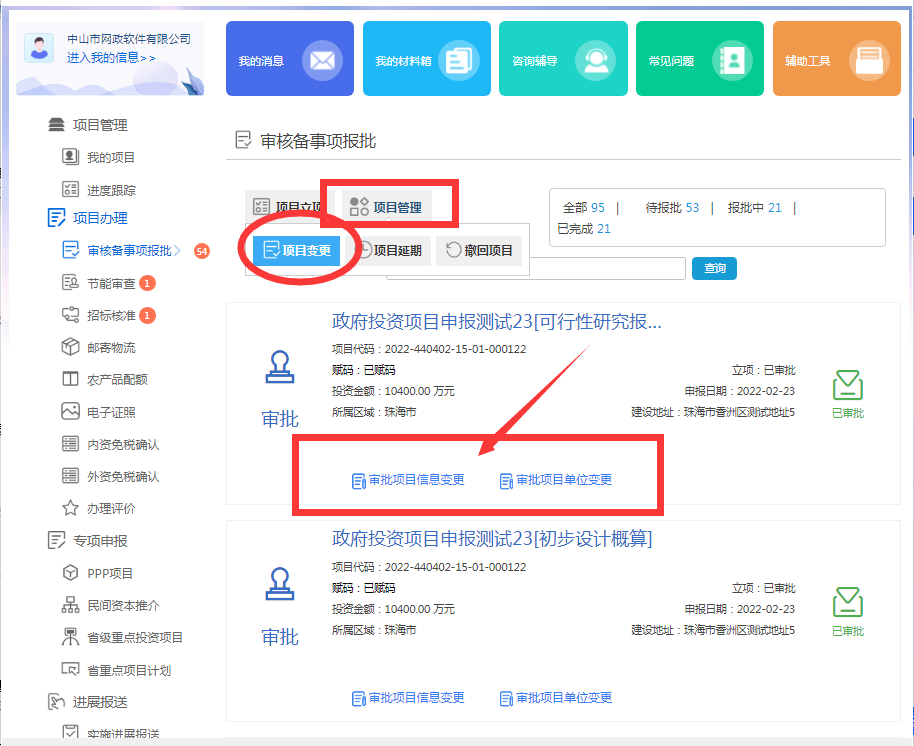 中山市网政软件有限公司
进入我的信息>>
我的消息
我的材料箱
咨询辅导
常见问题
辅助工具
项目管理
我的项目
进度跟踪
项目办理
审核备事项报批 54
节能审查 1
招标核准 1
邮寄物流
农产品配额
电子证照
内资免税确认
外资免税确认
办理评价
专项申报
PPP项目
民间资本推介
省级重点投资项目
省重点项目计划
进展报送
实施进展报送
审核备事项报批
项目立项
项目管理
全部 95 | 待报批 53 | 报批中 21 |
已完成 21
项目变更
项目延期
撤回项目
查询
政府投资项目申报测试23[可行性研究报...
项目代码：2022-440402-15-01-000122
赋码：已赋码 立项：已审批
投资金额：10400.00 万元 申报日期：2022-02-23
所属区域：珠海市 建设地址：珠海市香洲区测试地址5
审批
已审批
审批项目信息变更 审批项目单位变更
政府投资项目申报测试23[初步设计概算]
项目代码：2022-440402-15-01-000122
赋码：已赋码 立项：已审批
投资金额：10400.00 万元 申报日期：2022-02-23
所属区域：珠海市 建设地址：珠海市香洲区测试地址5
审批
已审批
审批项目信息变更 审批项目单位变更